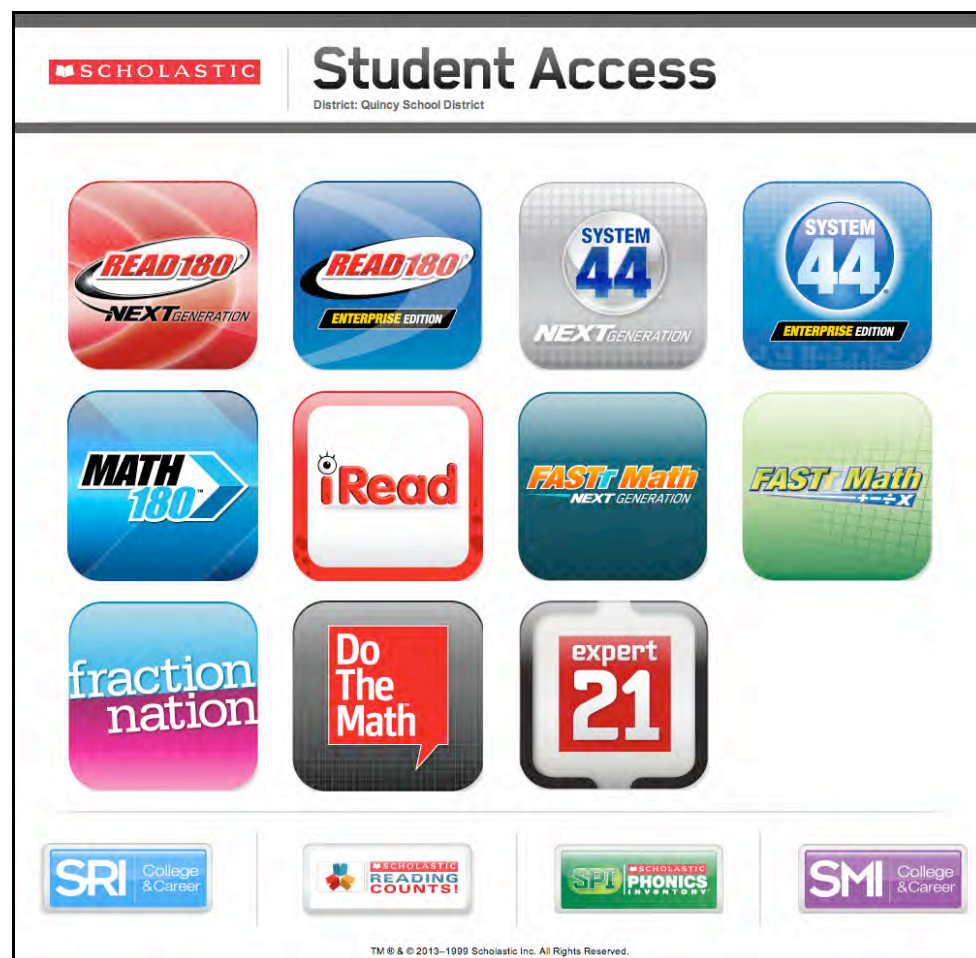 SCHOLASTIC
Student Access
District: Quincy School District
READ 180®
NEXT GENERATION
READ 180®
ENTERPRISE EDITION
SYSTEM
44
NEXT GENERATION
SYSTEM
44®
ENTERPRISE EDITION
MATH
180™
iRead
FASTT Math
NEXT GENERATION
FASTT Math
+−÷x
fraction
nation
Do
The
Math
expert
21
SRI College
&Career
SCHOLASTIC
READING
COUNTS!
SPI SCHOLASTIC
PHONICS
INVENTORY
SMI College
&Career
TM ® & © 2013–1999 Scholastic Inc. All Rights Reserved.